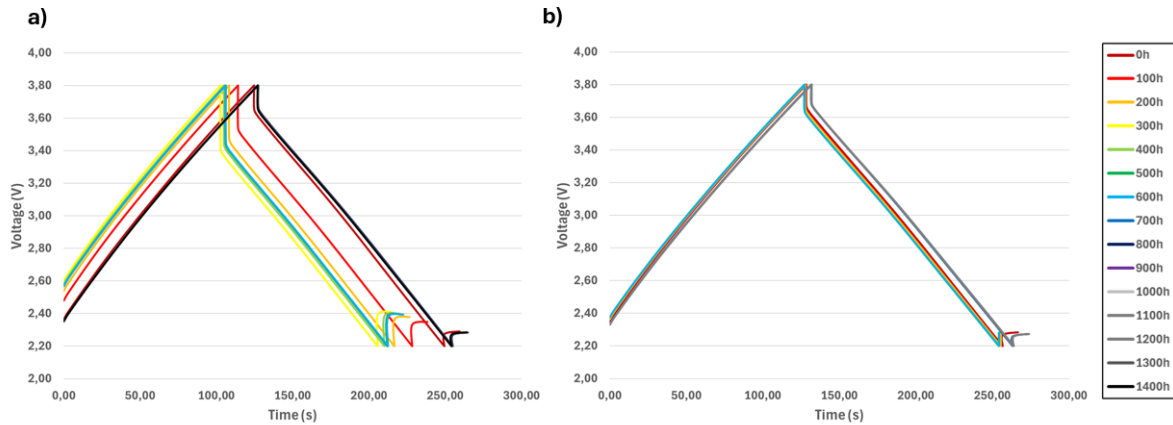 a)
4,00
3,80
3,60
3,40
3,20
3,00
2,80
2,60
2,40
2,20
2,00
Voltage (V)
0,00 50,00 100,00 150,00 200,00 250,00 300,00
Time (s)
b)
4,00
3,80
3,60
3,40
3,20
3,00
2,80
2,60
2,40
2,20
2,00
Voltage (V)
0,00 50,00 100,00 150,00 200,00 250,00 300,00
Time (s)
0h
100h
200h
300h
400h
500h
600h
700h
800h
900h
1000h
1100h
1200h
1300h
1400h